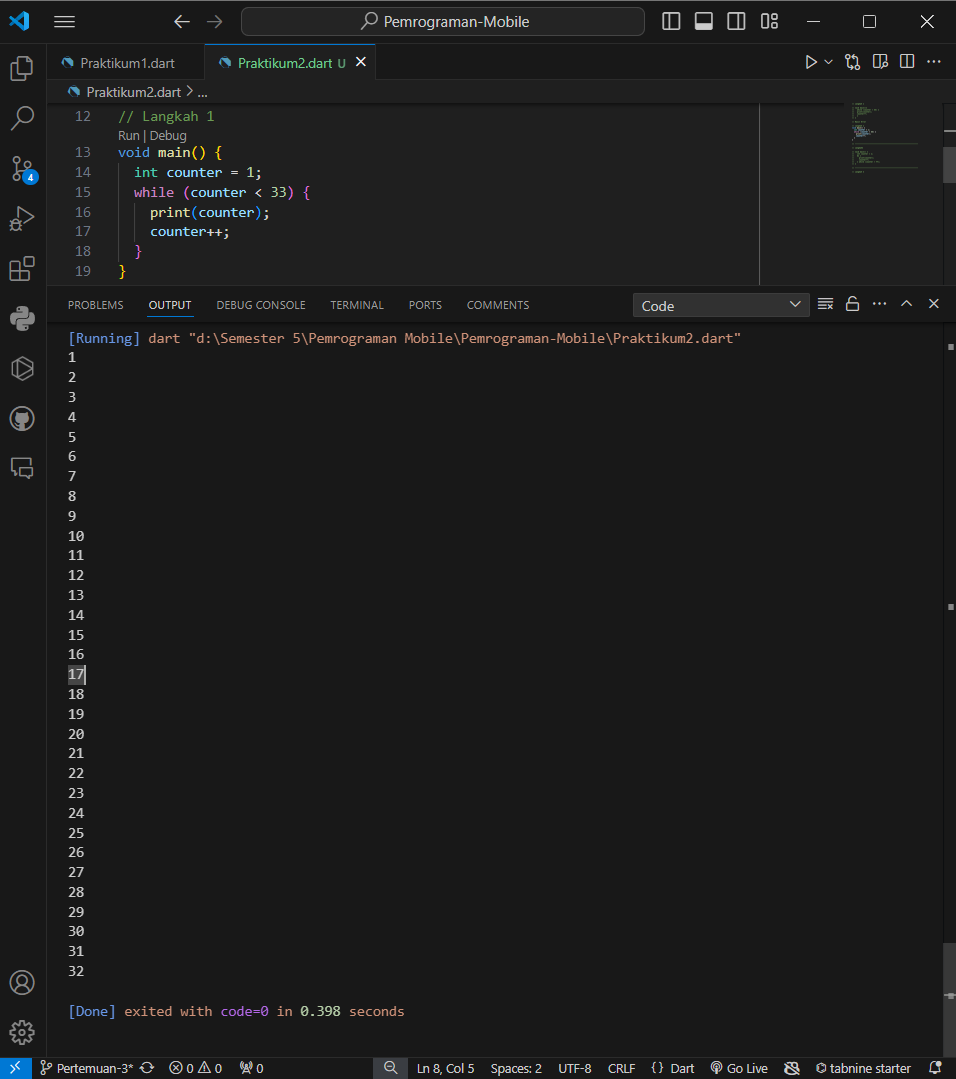 Pemrograman-Mobile
Praktikum1.dart
Praktikum2.dart U
Praktikum2.dart > ...
12 // Langkah 1
Run | Debug
13 void main() {
14 int counter = 1;
15 while (counter < 33) {
16 print(counter);
17 counter++;
18 }
19 }
4
PROBLEMS OUTPUT DEBUG CONSOLE TERMINAL PORTS COMMENTS
Code
[Running] dart "d:\Semester 5\Pemrograman Mobile\Pemrograman-Mobile\Praktikum2.dart"
1
2
3
4
5
6
7
8
9
10
11
12
13
14
15
16
17
18
19
20
21
22
23
24
25
26
27
28
29
30
31
32
[Done] exited with code=0 in 0.398 seconds
Pertemuan-3* 0 0 0 Ln 8, Col 5 Spaces: 2 UTF-8 CRLF {} Dart Go Live tabnine starter